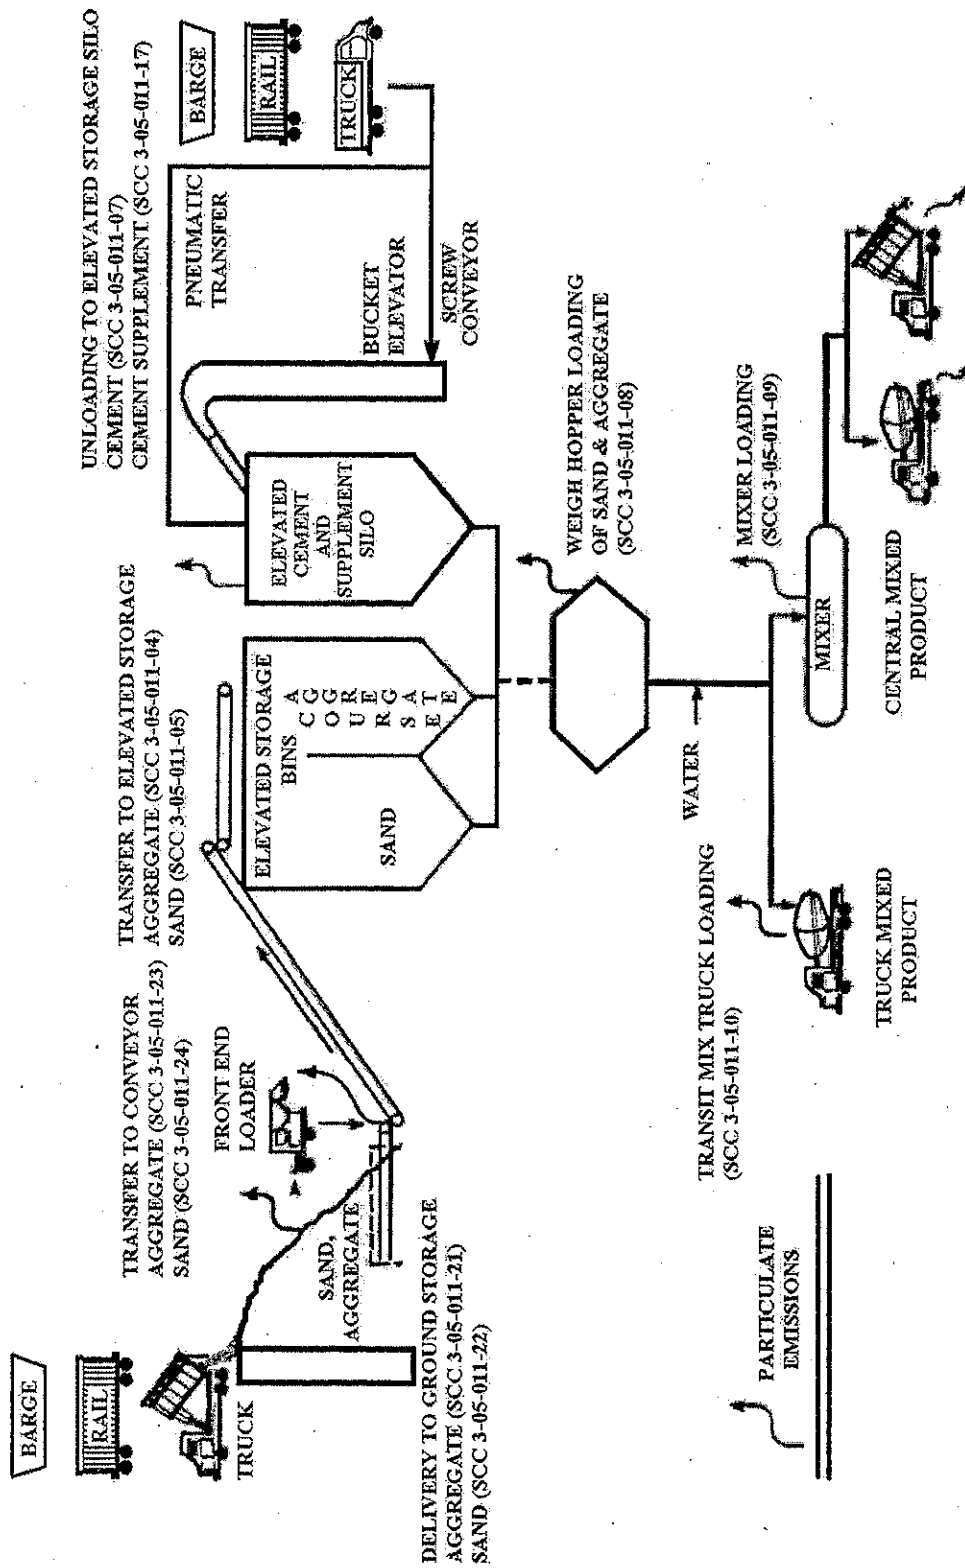 BARGE
RAIL
TRUCK
DELIVERY TO GROUND STORAGE
AGGREGATE (SCC 3-05-011-21)
SAND (SCC 3-05-011-22)
TRANSFER TO CONVEYOR
AGGREGATE (SCC 3-05-011-23)
SAND (SCC 3-05-011-24)
FRONT END
LOADER
SAND,
AGGREGATE
TRANSFER TO ELEVATED STORAGE
AGGREGATE (SCC 3-05-011-04)
SAND (SCC 3-05-011-05)
ELEVATED STORAGE
BINS
SAND
COURSE
AGGREGATE
UNLOADING TO ELEVATED STORAGE SILO
CEMENT (SCC 3-05-011-07)
CEMENT SUPPLEMENT (SCC 3-05-011-17)
BARGE
RAIL
TRUCK
PNEUMATIC
TRANSFER
BUCKET
ELEVATOR
SCREW
CONVEYOR
ELEVATED
CEMENT
AND
SUPPLEMENT
SILO
WEIGH HOPPER LOADING
OF SAND & AGGREGATE
(SCC 3-05-011-08)
WATER
TRANSIT MIX TRUCK LOADING
(SCC 3-05-011-10)
TRUCK MIXED
PRODUCT
MIXER LOADING
(SCC 3-05-011-09)
MIXER
CENTRAL MIXED
PRODUCT
PARTICULATE
EMISSIONS